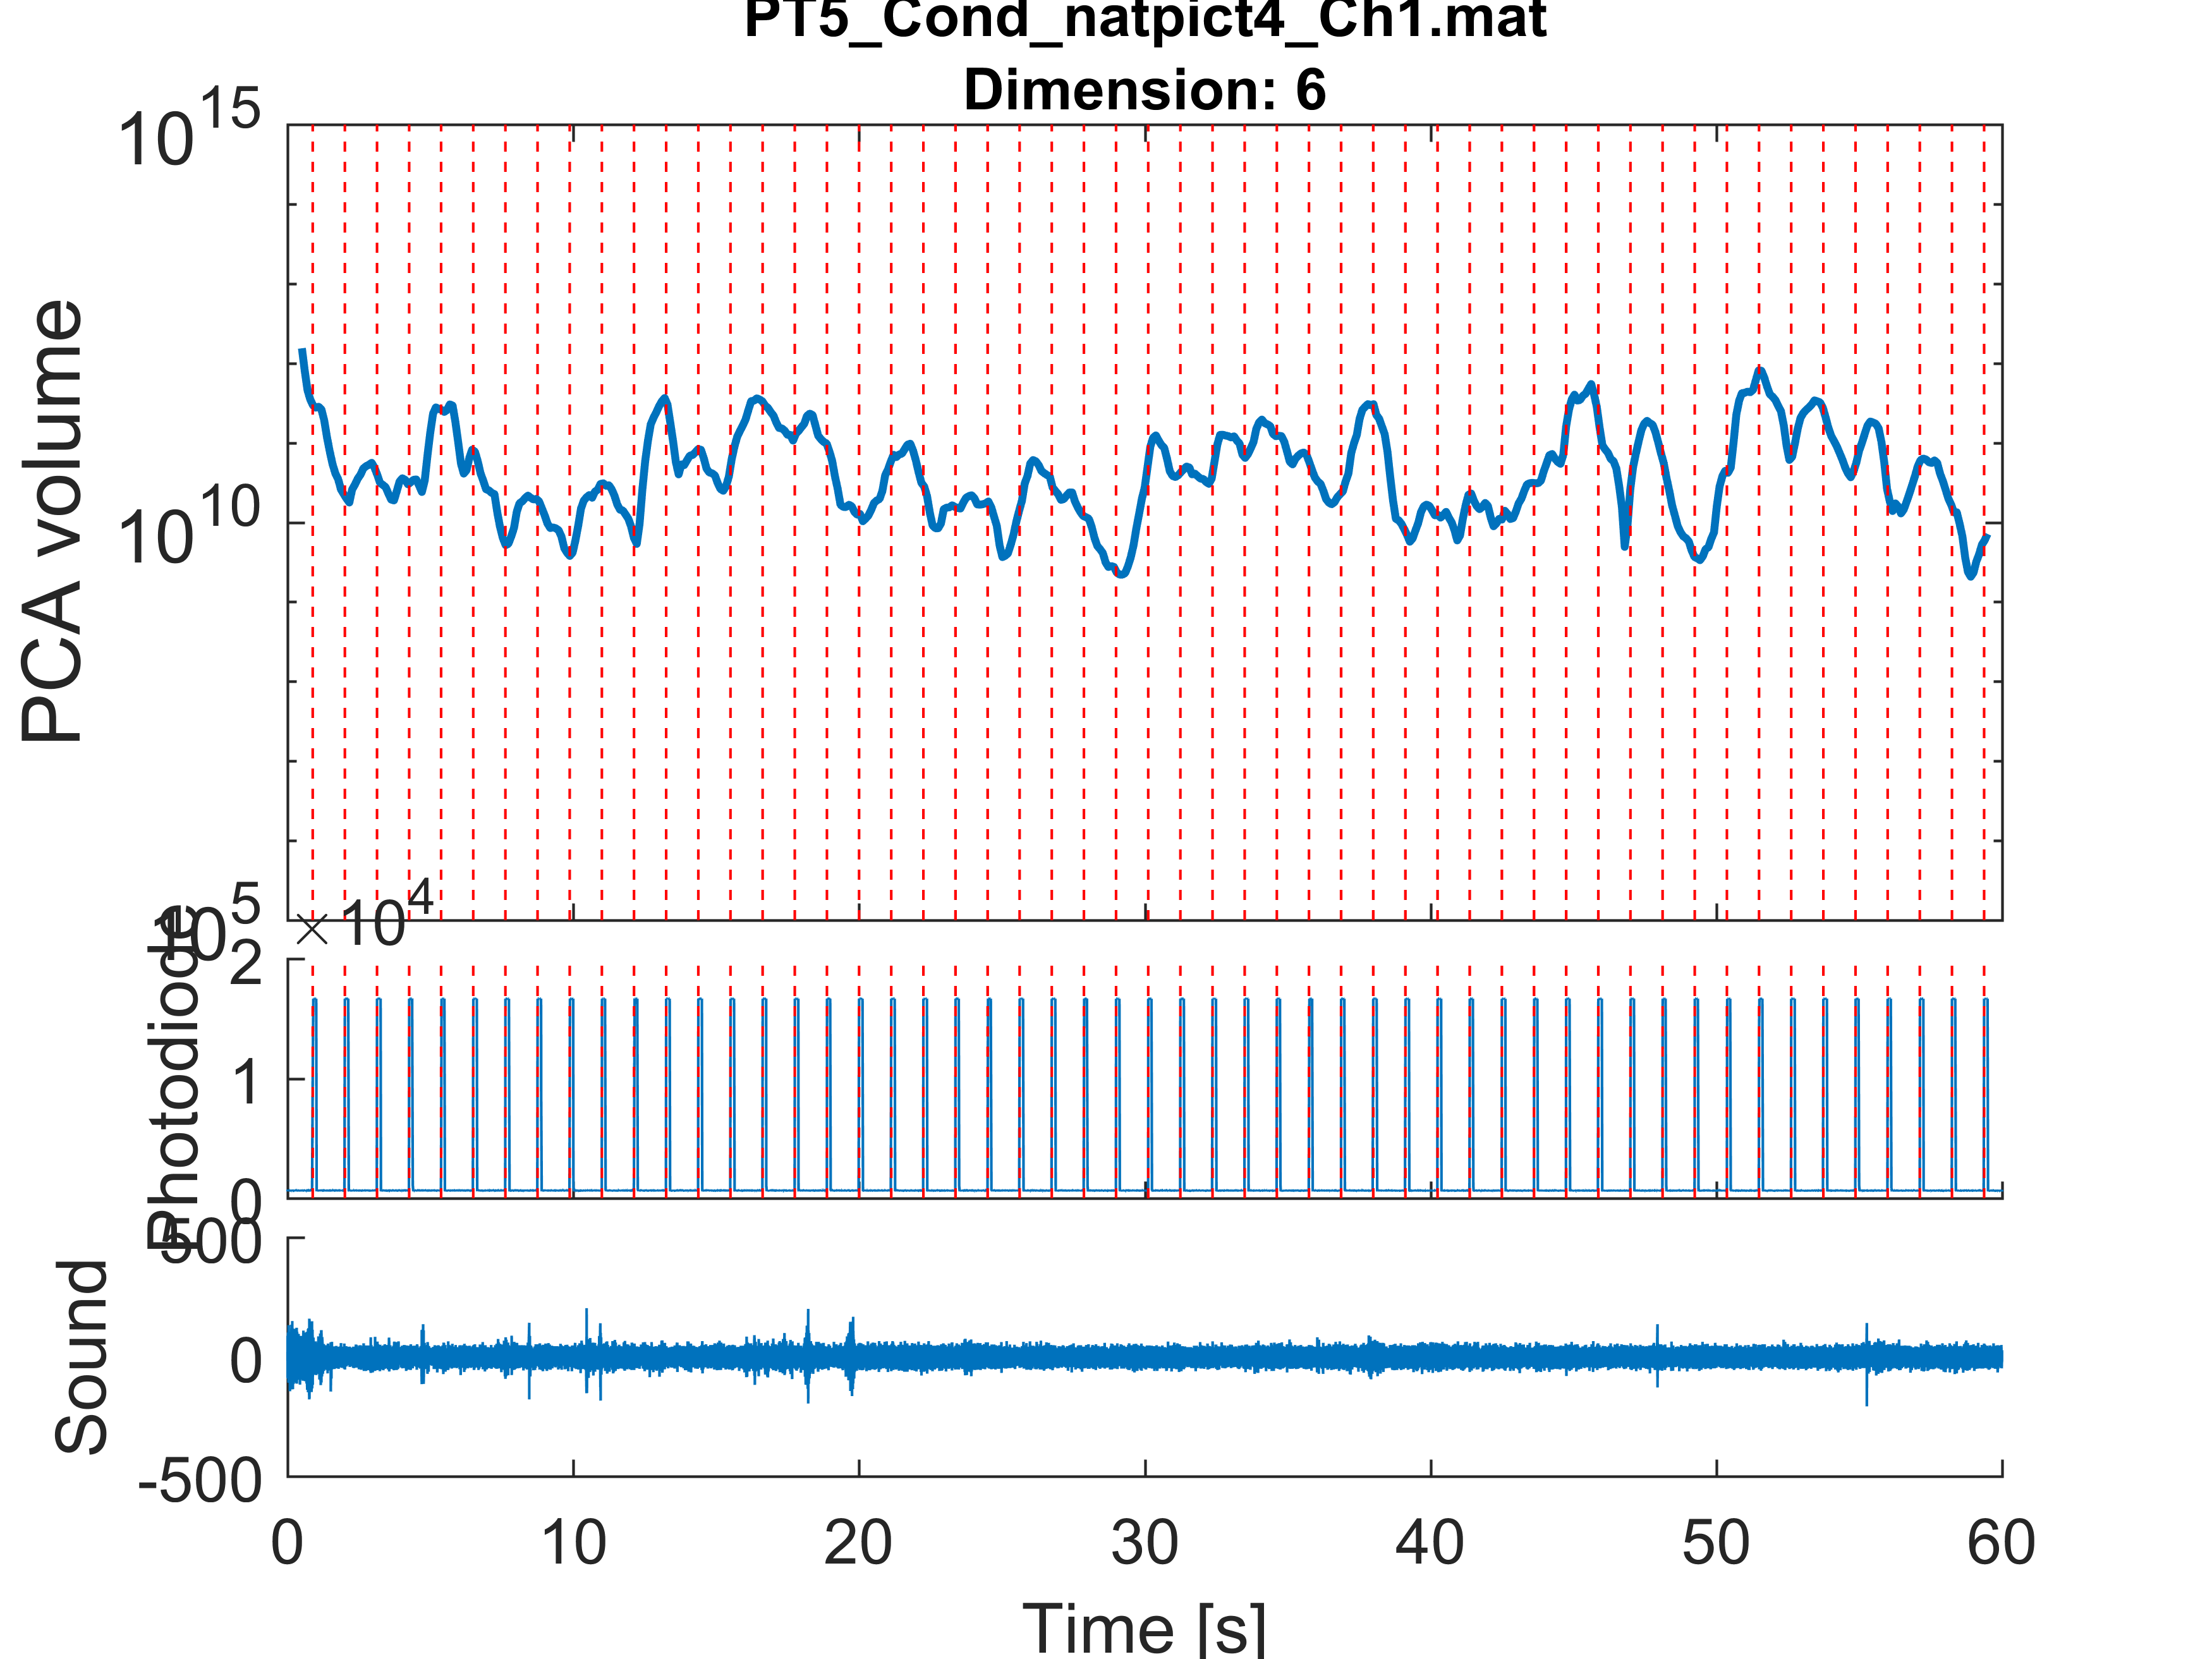 PT5_Cond_natpict4_Ch1.mat
Dimension: 6
10^15
10^10
10^5
PCA volume
×10^4
2
1
0
Photodiode
500
0
-500
Sound
0 10 20 30 40 50 60
Time [s]